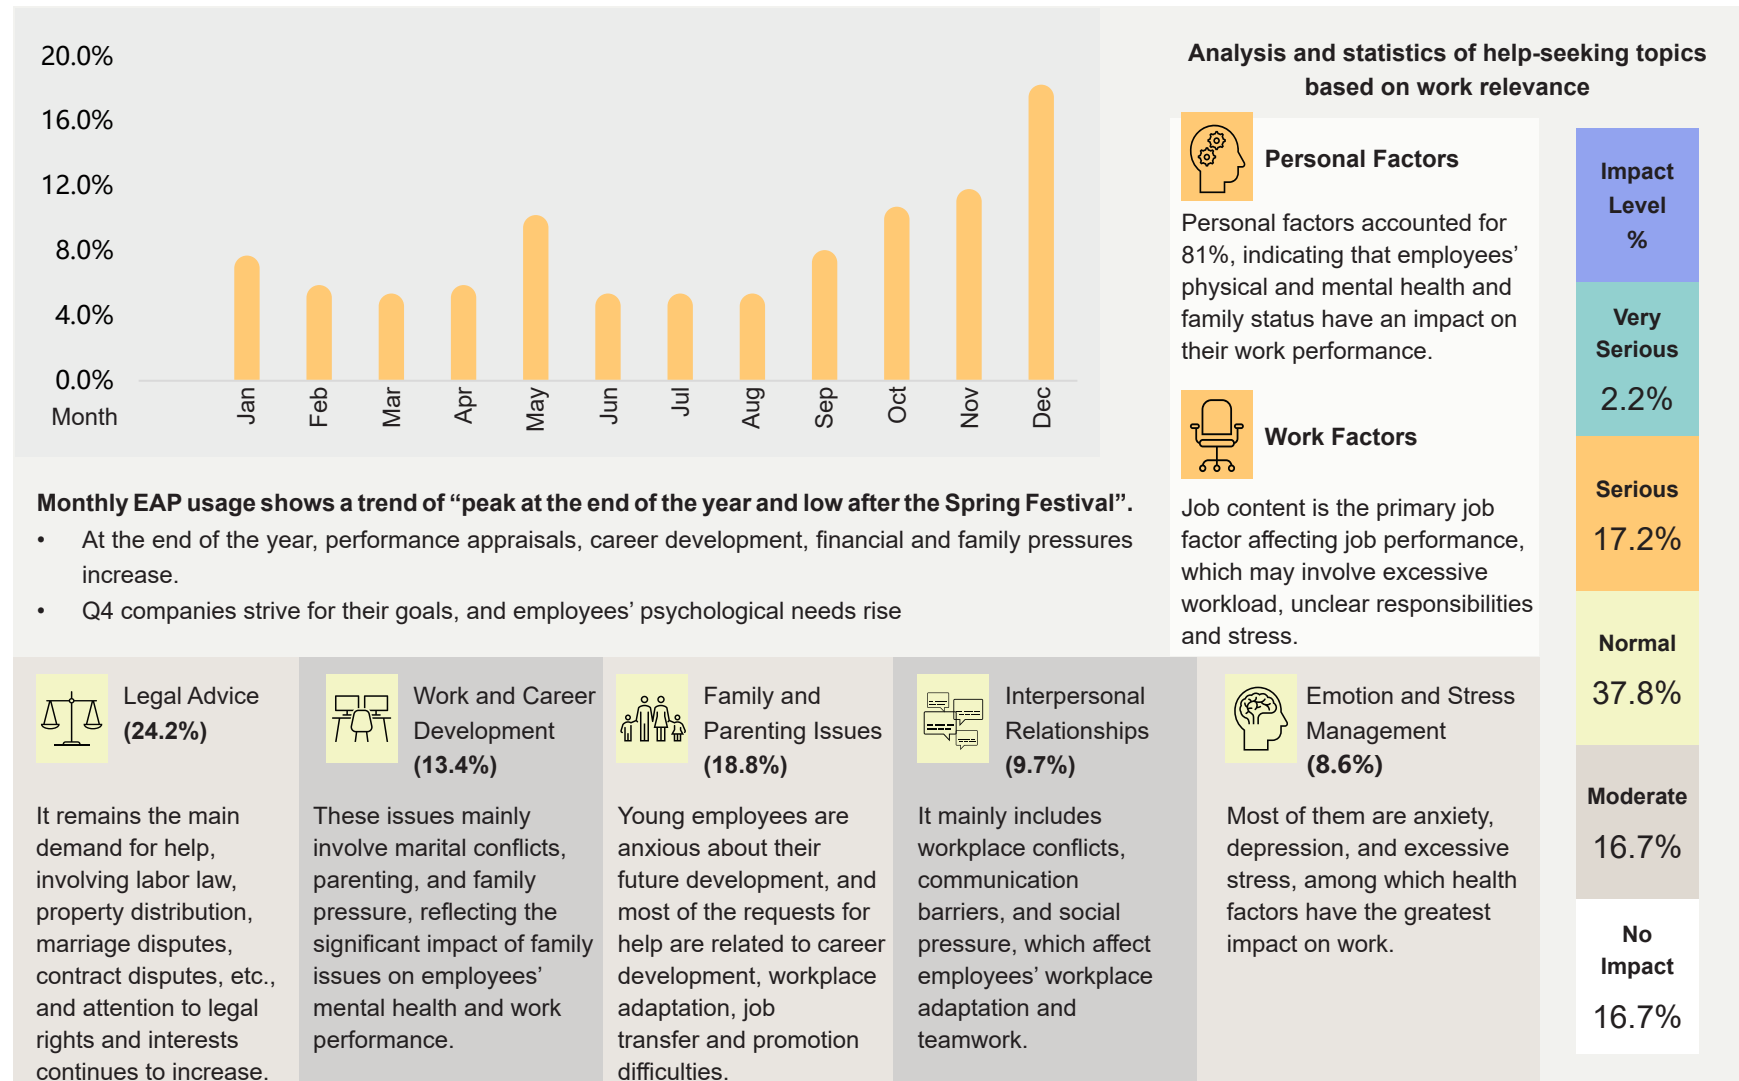 20.0%
16.0%
12.0%
8.0%
4.0%
0.0%
Month
Jan
Feb
Mar
Apr
May
Jun
Jul
Aug
Sep
Oct
Nov
Dec
Monthly EAP usage shows a trend of “peak at the end of the year and low after the Spring Festival”.
• At the end of the year, performance appraisals, career development, financial and family pressures
increase.
• Q4 companies strive for their goals, and employees’ psychological needs rise
Analysis and statistics of help-seeking topics
based on work relevance
Personal Factors
Personal factors accounted for
81%, indicating that employees’
physical and mental health and
family status have an impact on
their work performance.
Work Factors
Job content is the primary job
factor affecting job performance,
which may involve excessive
workload, unclear responsibilities
and stress.
Impact
Level
%
Very
Serious
2.2%
Serious
17.2%
Normal
37.8%
Moderate
16.7%
No
Impact
16.7%
Legal Advice
(24.2%)
It remains the main
demand for help,
involving labor law,
property distribution,
marriage disputes,
contract disputes, etc.,
and attention to legal
rights and interests
continues to increase.
Work and Career
Development
(13.4%)
These issues mainly
involve marital conflicts,
parenting, and family
pressure, reflecting the
significant impact of family
issues on employees’
mental health and work
performance.
Family and
Parenting Issues
(18.8%)
Young employees are
anxious about their
future development, and
most of the requests for
help are related to career
development, workplace
adaptation, job
transfer and promotion
difficulties.
Interpersonal
Relationships
(9.7%)
It mainly includes
workplace conflicts,
communication
barriers, and social
pressure, which affect
employees’ workplace
adaptation and
teamwork.
Emotion and Stress
Management
(8.6%)
Most of them are anxiety,
depression, and excessive
stress, among which health
factors have the greatest
impact on work.